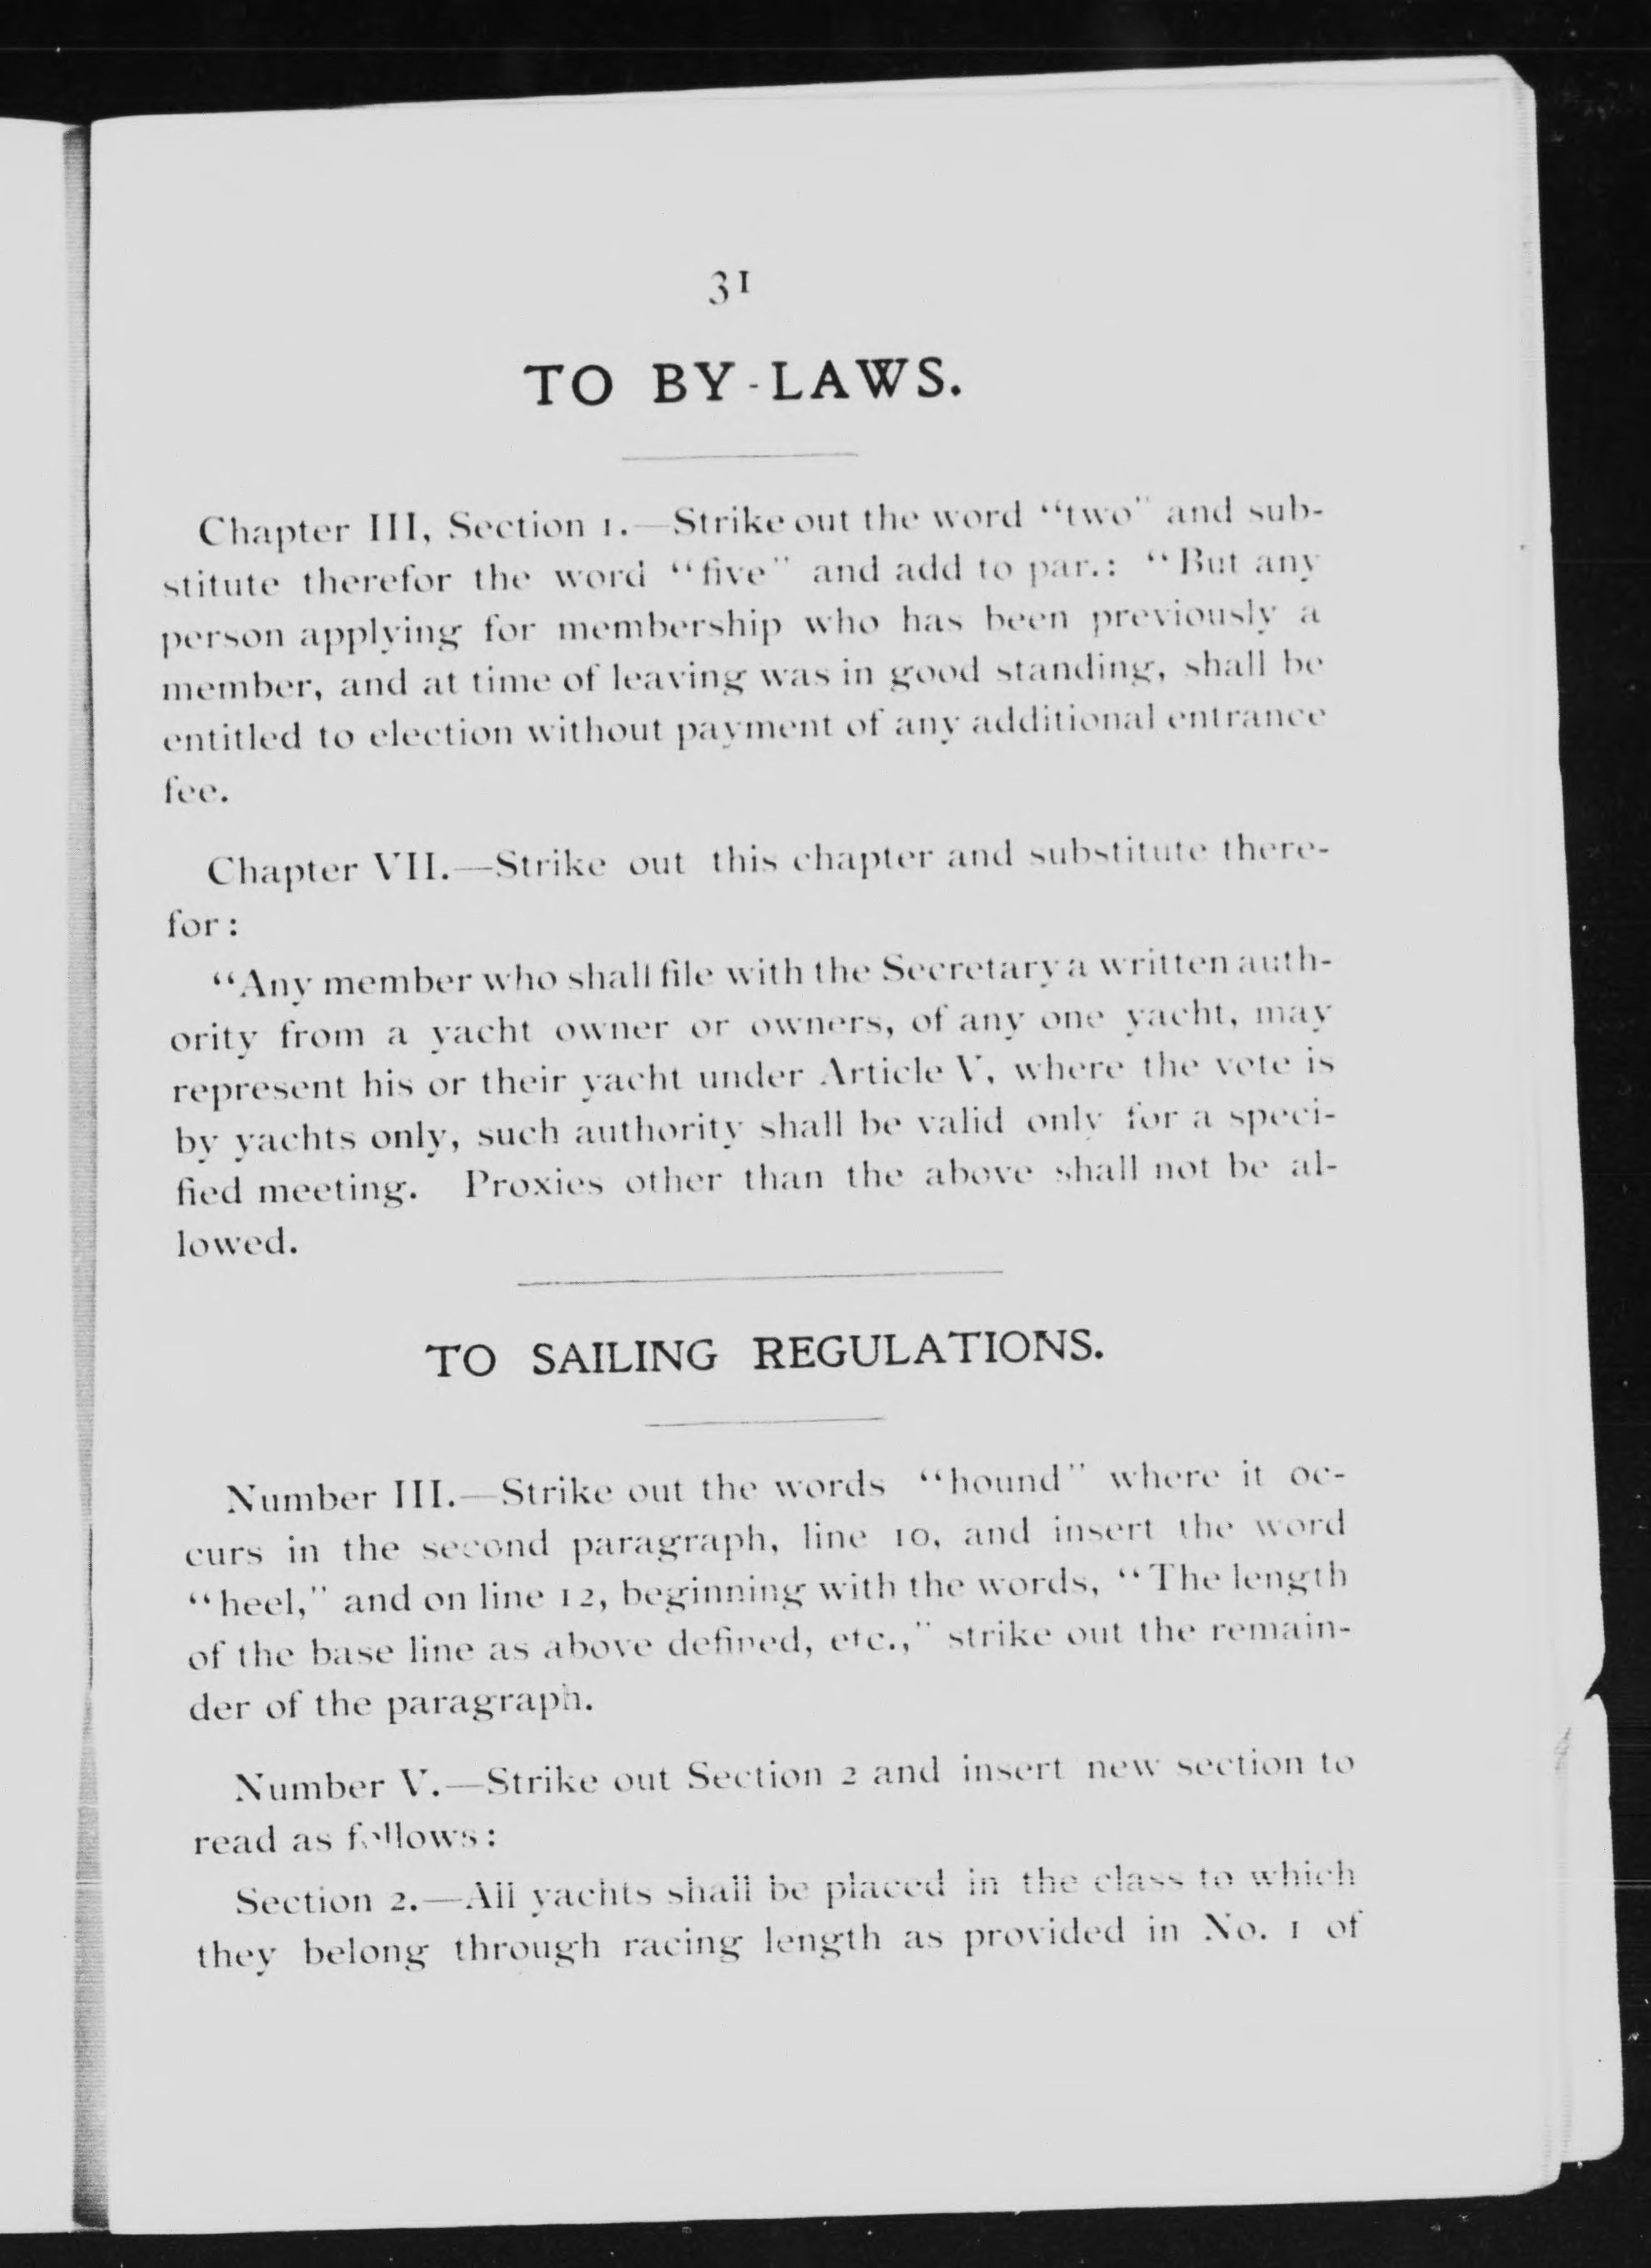 31
TO BY-LAWS.
Chapter III, Section 1.—Strike out the word "two" and sub-
stitute therefor the word "five" and add to par.: "But any
person applying for membership who has been previously a
member, and at time of leaving was in good standing, shall be
entitled to election without payment of any additional entrance
fee.
Chapter VII.—Strike out this chapter and substitute there-
for:
"Any member who shall file with the Secretary a written auth-
ority from a yacht owner or owners, of any one yacht, may
represent his or their yacht under Article V, where the vote is
by yachts only, such authority shall be valid only for a speci-
fied meeting. Proxies other than the above shall not be al-
lowed.
TO SAILING REGULATIONS.
Number III.—Strike out the words "hound" where it oc-
curs in the second paragraph, line 10, and insert the word
"heel," and on line 12, beginning with the words, "The length
of the base line as above defined, etc.," strike out the remain-
der of the paragraph.
Number V.—Strike out Section 2 and insert new section to
read as follows:
Section 2.—All yachts shall be placed in the class to which
they belong through racing length as provided in No. 1 of